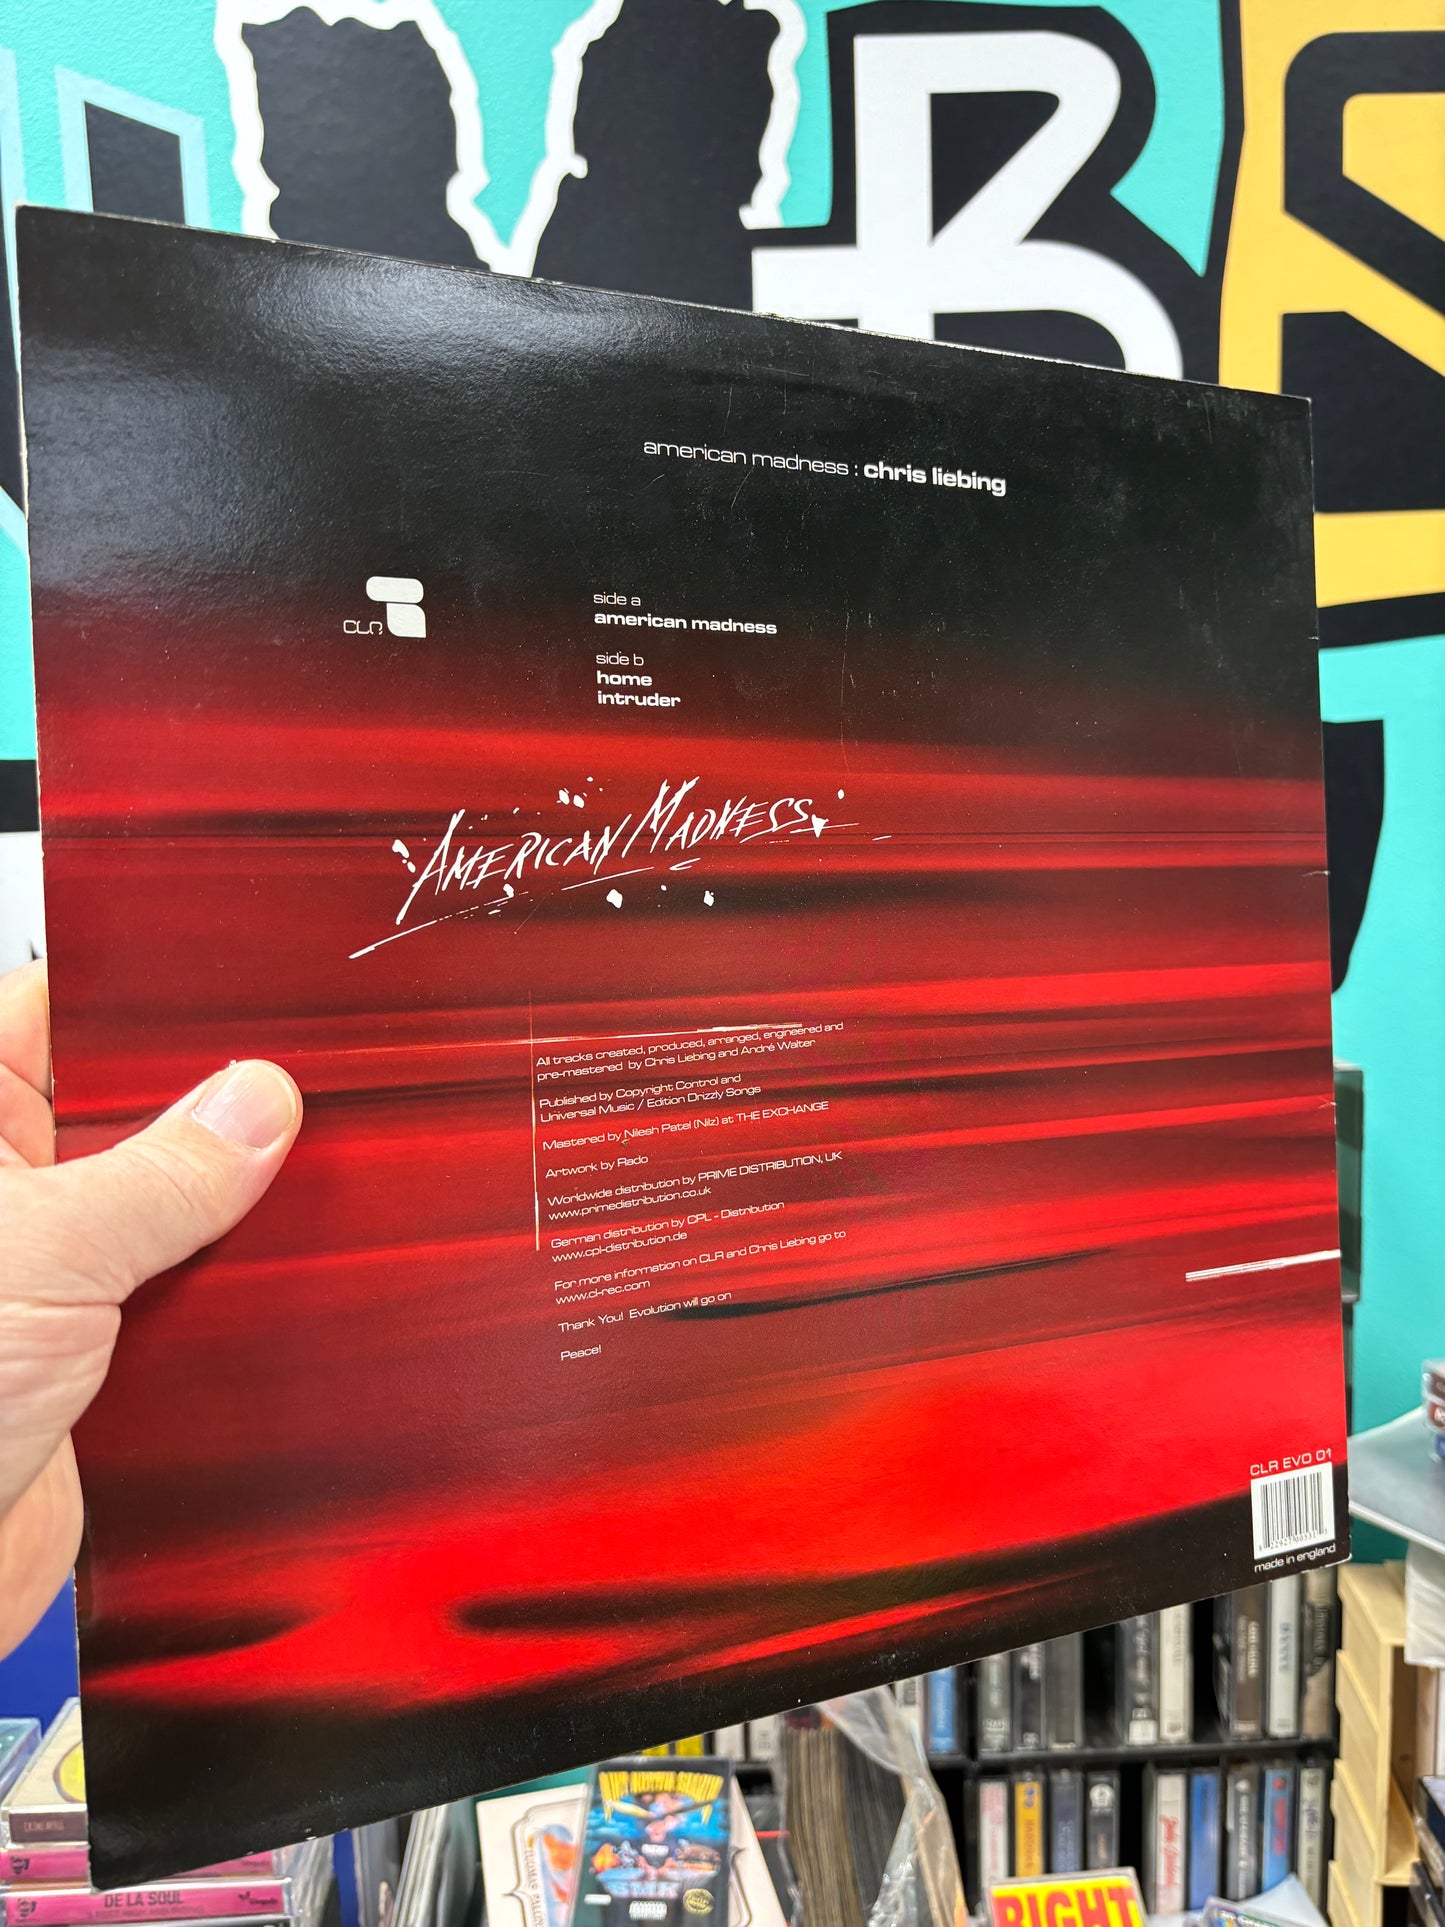 american madness : chris liebing
CLR
side a
american madness
side b
home
intruder
AMERICAN MADNESS
All tracks created, produced, arranged, engineered and
pre-mastered by Chris Liebing and André Walter
Published by Copyright Control and
Universal Music / Edition Drizzly Songs
Mastered by Nilesh Patel (Nilz) at THE EXCHANGE
Artwork by Rado
Worldwide distribution by PRIME DISTRIBUTION, UK
www.primedistribution.co.uk
German distribution by CPL - Distribution
www.cpl-distribution.de
For more information on CLR and Chris Liebing go to
www.cl-rec.com
Thank You! Evolution will go on
Peace!
CLR EVO 01
made in england
DE LA SOUL
RIGHT